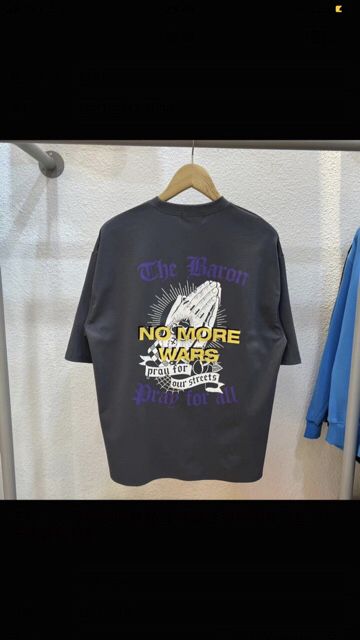 The Baron
NO MORE
WARS
pray for
our streets
Pray for all